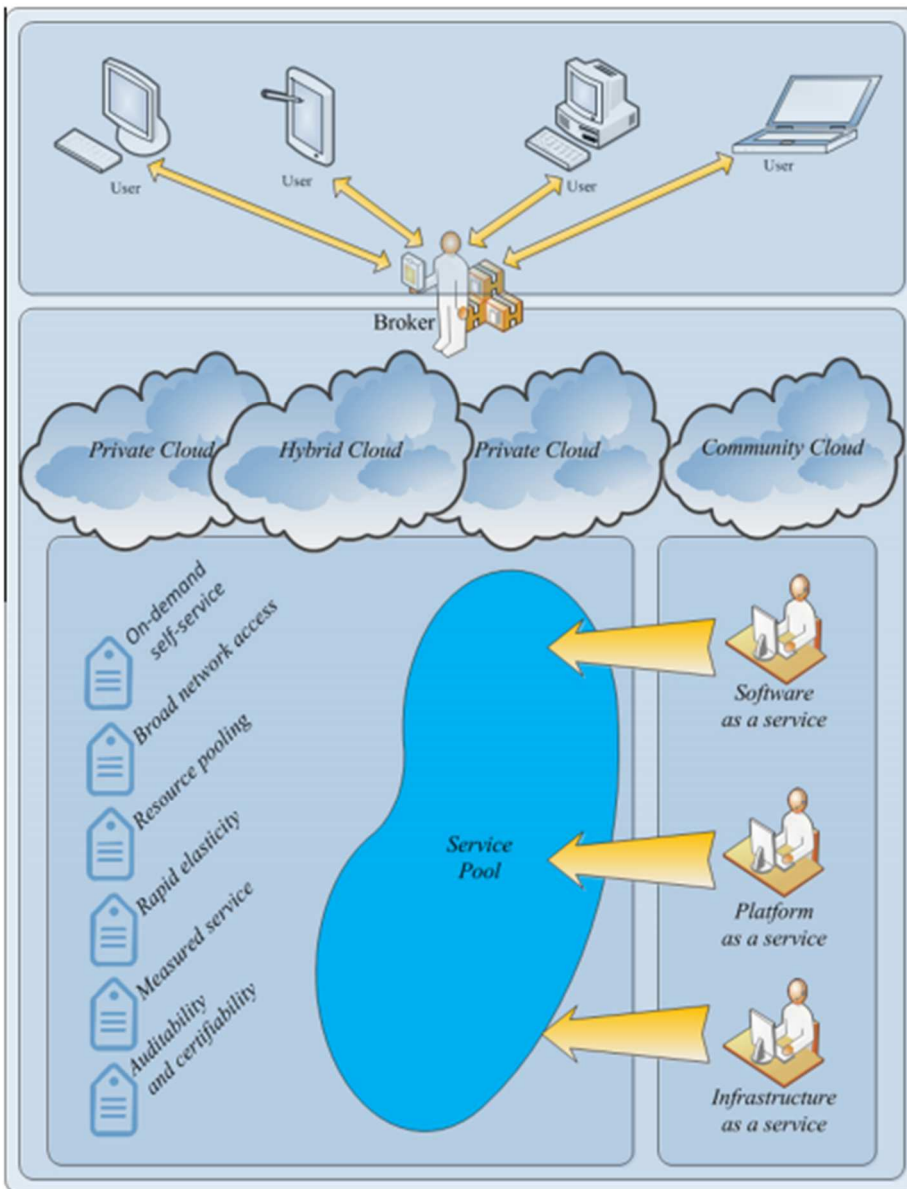 User
User
User
User
Broker
Private Cloud
Hybrid Cloud
Private Cloud
Community Cloud
On-demand
self-service
Broad network access
Resource pooling
Rapid elasticity
Measured service
Auditability
and certifiability
Service
Pool
Software
as a service
Platform
as a service
Infrastructure
as a service